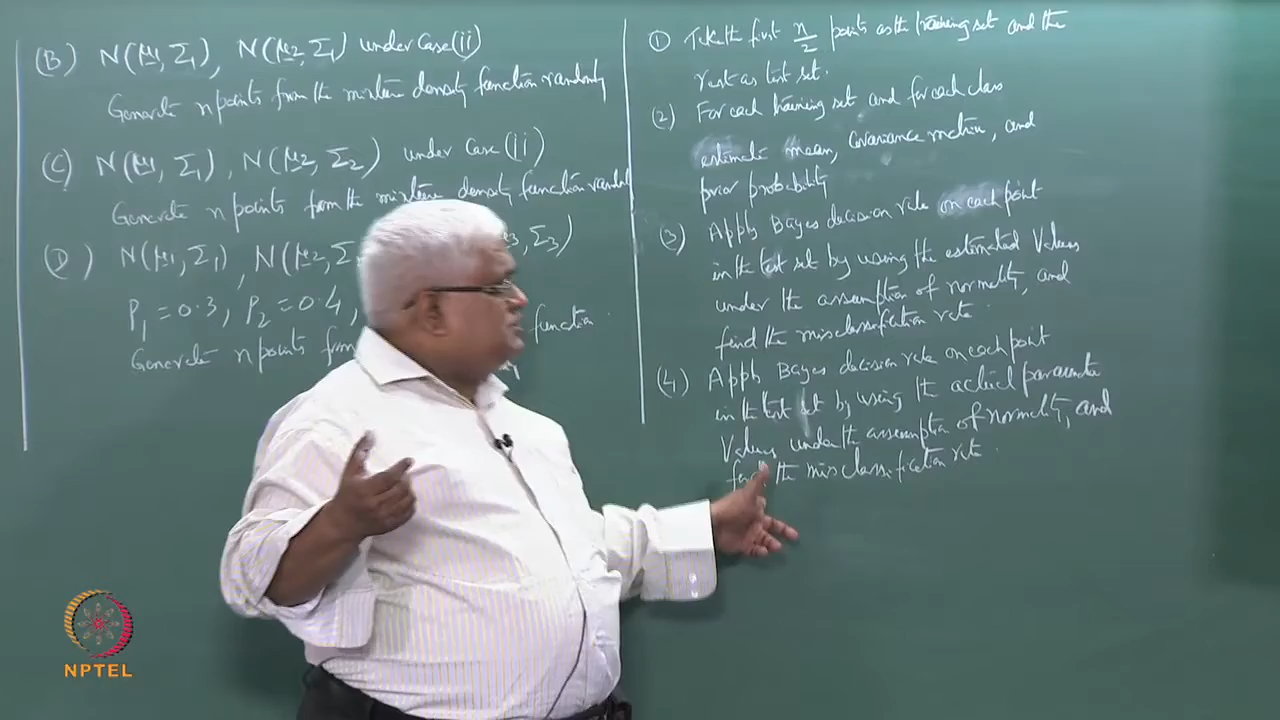 (B) N(μ1, Σ1), N(μ2, Σ1) under Case (ii)
Generate n points from the mixture density function randomly
(C) N(μ1, Σ1), N(μ2, Σ2) under Case (ii)
Generate n points from the mixture density function
(D) N(μ1, Σ1), N(μ2, Σ3)
P1 = 0.3, P2 = 0.4,
Generate n points from function.
① Take the first n/2 points as the training set and the
rest as test set.
(2) For each training set and for each class
estimate mean, Covariance matrix, and
prior probability
(3) Apply Bayes decision rule on each point
in the test set by using the estimated Values
under the assumption of normality, and
find the misclassification rate.
(4) Apply Bayes decision rule on each point
in the test set by using the actual parameter
Values under the assumption of normality, and
the misclassification rate.
NPTEL